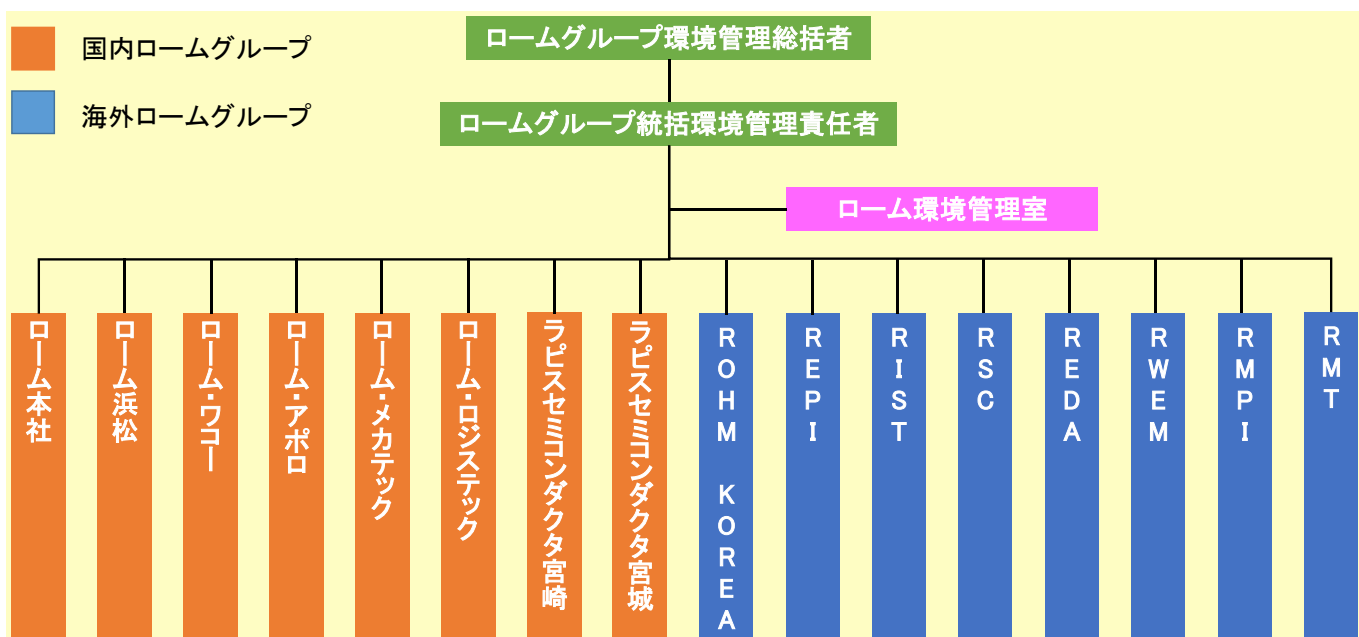 国内ロームグループ
海外ロームグループ
ロームグループ環境管理総括者
ロームグループ統括環境管理責任者
ローム環境管理室
ローム本社
ローム浜松
ローム・ワコー
ローム・アポロ
ローム・メカテック
ローム・ロジステック
ラピスセミコンダクタ宮崎
ラピスセミコンダクタ宮城
ROHM KOREA
REPI
RIST
RSC
REDA
RWEM
RMPI
RMT